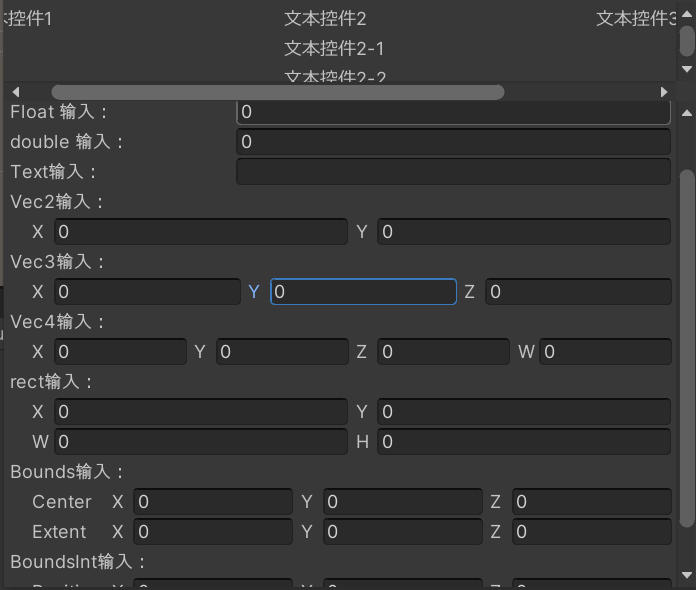 控件1 文本控件2 文本控件3
文本控件2-1
文本控件2-2
Float 输入：0
double 输入：0
Text输入：
Vec2输入：
X 0 Y 0
Vec3输入：
X 0 Y 0 Z 0
Vec4输入：
X 0 Y 0 Z 0 W 0
rect输入：
X 0 Y 0
W 0 H 0
Bounds输入：
Center X 0 Y 0 Z 0
Extent X 0 Y 0 Z 0
BoundsInt输入：